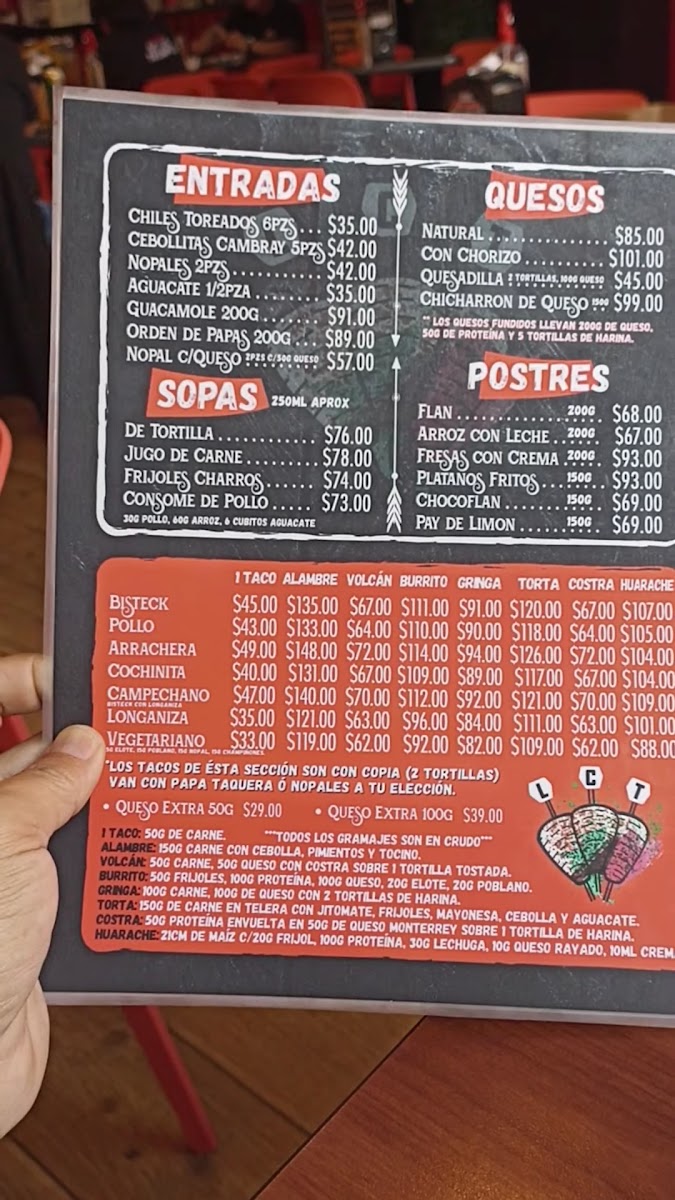 ENTRADAS
CHILES TOREADOS 6PZS... $35.00
CEBOLLITAS CAMBRAY 5PZS $42.00
NOPALES 2PZS........... $42.00
AGUACATE 1/2PZA ........ $35.00
GUACAMOLE 200G.... $91.00
ORDEN DE PAPAS 200G... $89.00
NOPAL C/QUESO 2PZS C/50G QUESO $57.00
SOPAS 250ML APROX
DE TORTILLA ............ $76.00
JUGO DE CARNE......... $78.00
FRIJOLES CHARROS....... $74.00
CONSOME DE POLLO ..... $73.00
30G POLLO, 60G ARROZ, 6 CUBITOS AGUACATE
QUESOS
NATURAL ............... $85.00
CON CHORIZO .......... $101.00
QUESADILLA 2 TORTILLAS, 100G QUESO $45.00
CHICHARRON DE QUESO 150G $99.00
** LOS QUESOS FUNDIDOS LLEVAN 200G DE QUESO,
50G DE PROTEÍNA Y 5 TORTILLAS DE HARINA.
POSTRES
FLAN ............ 200G $68.00
ARROZ CON LECHE.. 200G $67.00
FRESAS CON CREMA 200G $93.00
PLATANOS FRITOS... 150G $93.00
CHOCOFLAN ....... 150G $69.00
PAY DE LIMON ..... 150G $69.00
1 TACO ALAMBRE VOLCÁN BURRITO GRINGA TORTA COSTRA HUARACHE
BISTECK $45.00 $135.00 $67.00 $111.00 $91.00 $120.00 $67.00 $107.00
POLLO $43.00 $133.00 $64.00 $110.00 $90.00 $118.00 $64.00 $105.00
ARRACHERA $49.00 $148.00 $72.00 $114.00 $94.00 $126.00 $72.00 $104.00
COCHINITA $40.00 $131.00 $67.00 $109.00 $89.00 $117.00 $67.00 $104.00
CAMPECHANO $47.00 $140.00 $70.00 $112.00 $92.00 $121.00 $70.00 $109.00
BISTECK CON LONGANIZA
LONGANIZA $35.00 $121.00 $63.00 $96.00 $84.00 $111.00 $63.00 $101.00
VEGETARIANO $33.00 $119.00 $62.00 $92.00 $82.00 $109.00 $62.00 $88.00
ELOTE, 15G POBLANO, 15G NOPAL, 15G CHAMPIÑONES.
*LOS TACOS DE ÉSTA SECCIÓN SON CON COPIA (2 TORTILLAS)
VAN CON PAPA TAQUERA Ó NOPALES A TU ELECCIÓN.
• QUESO EXTRA 50G $29.00 • QUESO EXTRA 100G $39.00
L C T
1 TACO: 50G DE CARNE. ***TODOS LOS GRAMAJES SON EN CRUDO***
ALAMBRE: 150G CARNE CON CEBOLLA, PIMIENTOS Y TOCINO.
VOLCÁN: 50G CARNE, 50G QUESO CON COSTRA SOBRE 1 TORTILLA TOSTADA.
BURRITO: 50G FRIJOLES, 100G PROTEÍNA, 100G QUESO, 20G ELOTE, 20G POBLANO.
GRINGA: 100G CARNE, 100G DE QUESO CON 2 TORTILLAS DE HARINA.
TORTA: 150G DE CARNE EN TELERA CON JITOMATE, FRIJOLES, MAYONESA, CEBOLLA Y AGUACATE.
COSTRA: 50G PROTEÍNA ENVUELTA EN 50G DE QUESO MONTERREY SOBRE 1 TORTILLA DE HARINA.
HUARACHE: 21CM DE MAÍZ C/20G FRIJOL, 100G PROTEÍNA, 30G LECHUGA, 10G QUESO RAYADO, 10ML CREM